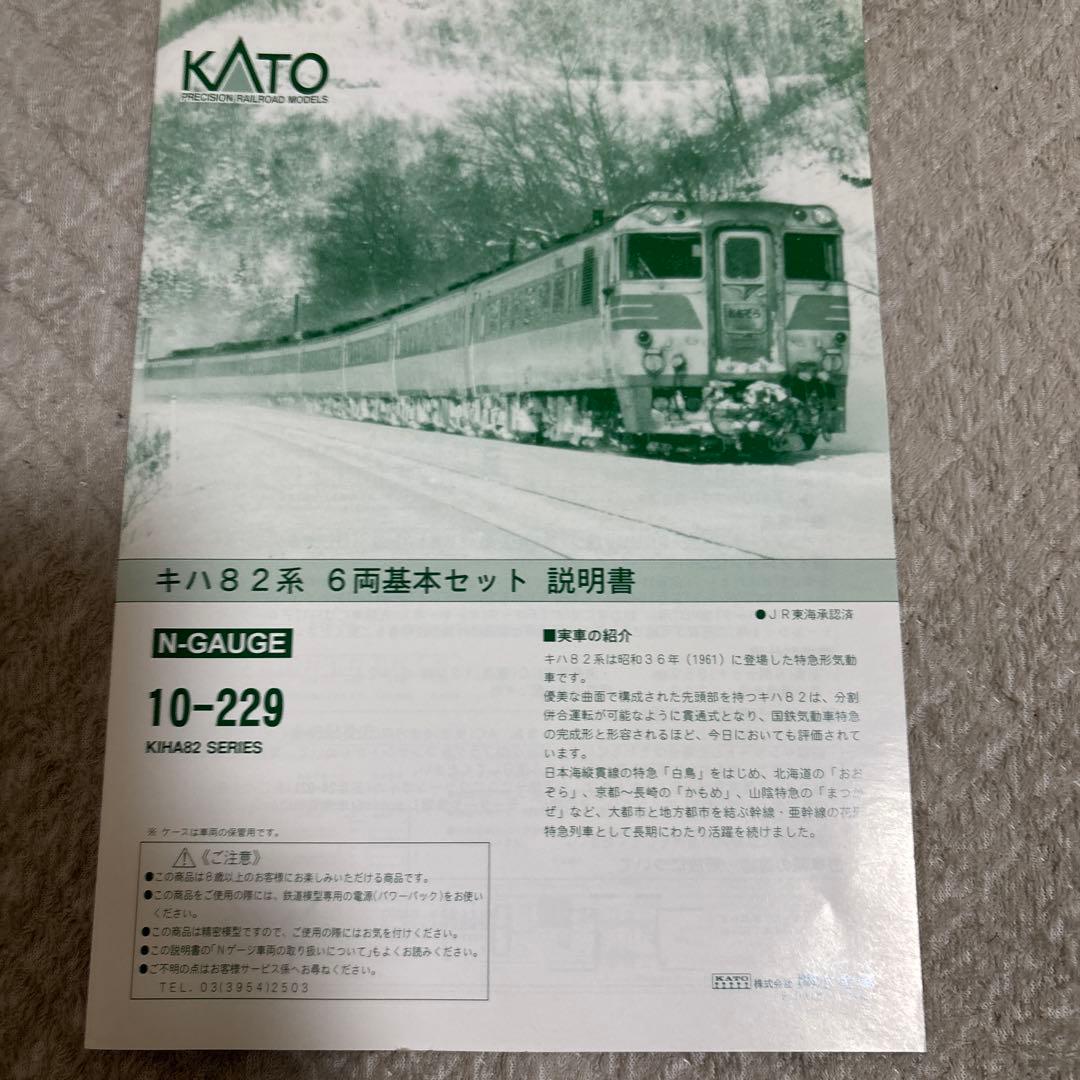 KATO
PRECISION RAILROAD MODELS
おおぞら
キハ82系 6両基本セット 説明書
●JR東海承認済
N-GAUGE
10-229
KIHA82 SERIES
■実車の紹介
キハ82系は昭和36年(1961)に登場した特急形気動
車です。
優美な曲面で構成された先頭部を持つキハ82は、分割
併合運転が可能なように貫通式となり、国鉄気動車特急
の完成形と形容されるほど、今日においても評価されて
います。
日本海縦貫線の特急「白鳥」をはじめ、北海道の「おお
ぞら」、京都〜長崎の「かもめ」、山陰特急の「まつか
ぜ」など、大都市と地方都市を結ぶ幹線・亜幹線の花形
特急列車として長期にわたり活躍を続けました。
※ ケースは車両の保管用です。
《ご注意》
●この商品は8歳以上のお客様にお楽しみいただける商品です。
●この商品をご使用の際には、鉄道模型専用の電源(パワーパック)をお使い
ください。
●この商品は精密模型ですので、ご使用の際にはお気を付けください。
●この説明書の「Nゲージ車両の取り扱いについて」もよくお読みください。
●ご不明の点はお客様サービス係へお尋ねください。
TEL. 03(3954)2503
KATO 株式会社